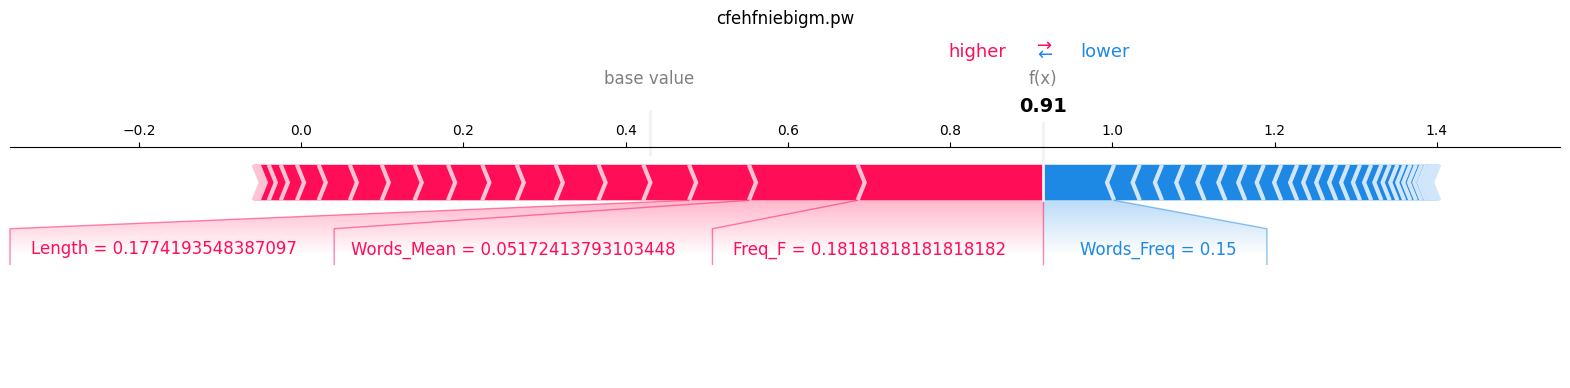 cfehfniebigm.pw
higher → ← lower
base value f(x)
0.91
−0.2 0.0 0.2 0.4 0.6 0.8 1.0 1.2 1.4
Length = 0.1774193548387097 Words_Mean = 0.05172413793103448 Freq_F = 0.18181818181818182 Words_Freq = 0.15